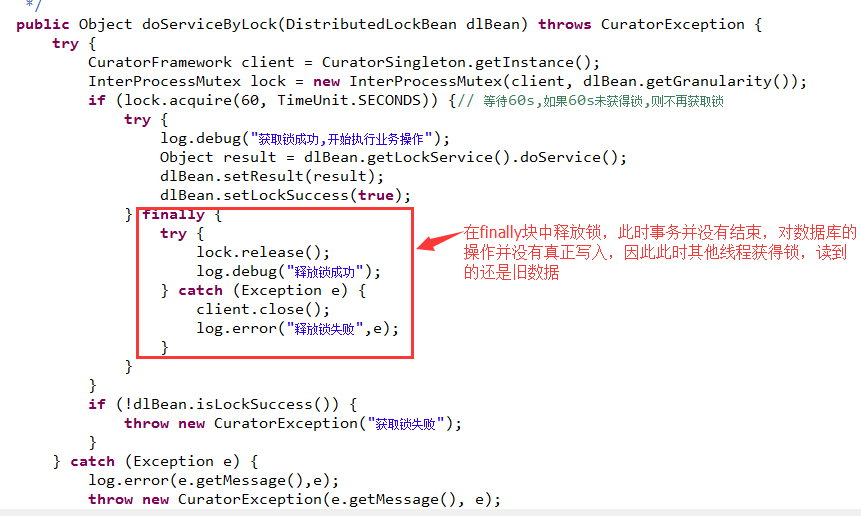 */
public Object doServiceByLock(DistributedLockBean dlBean) throws CuratorException {
try {
CuratorFramework client = CuratorSingleton.getInstance();
InterProcessMutex lock = new InterProcessMutex(client, dlBean.getGranularity());
if (lock.acquire(60, TimeUnit.SECONDS)) {// 等待60s,如果60s未获得锁,则不再获取锁
try {
log.debug("获取锁成功,开始执行业务操作");
Object result = dlBean.getLockService().doService();
dlBean.setResult(result);
dlBean.setLockSuccess(true);
} finally {
try {
lock.release();
log.debug("释放锁成功");
} catch (Exception e) {
client.close();
log.error("释放锁失败",e);
}
}
}
if (!dlBean.isLockSuccess()) {
throw new CuratorException("获取锁失败");
}
} catch (Exception e) {
log.error(e.getMessage(),e);
throw new CuratorException(e.getMessage(), e);
在finally块中释放锁，此时事务并没有结束，对数据库的
操作并没有真正写入，因此此时其他线程获得锁，读到
的还是旧数据